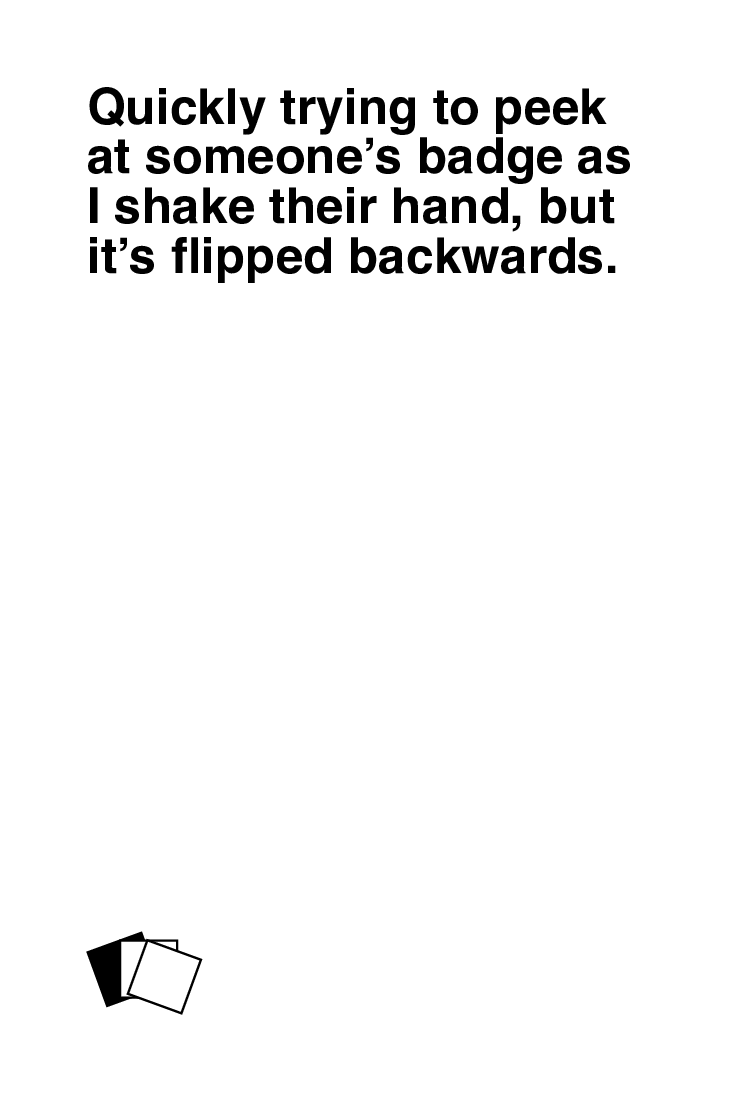 Quickly trying to peek
at someone’s badge as
I shake their hand, but
it’s flipped backwards.